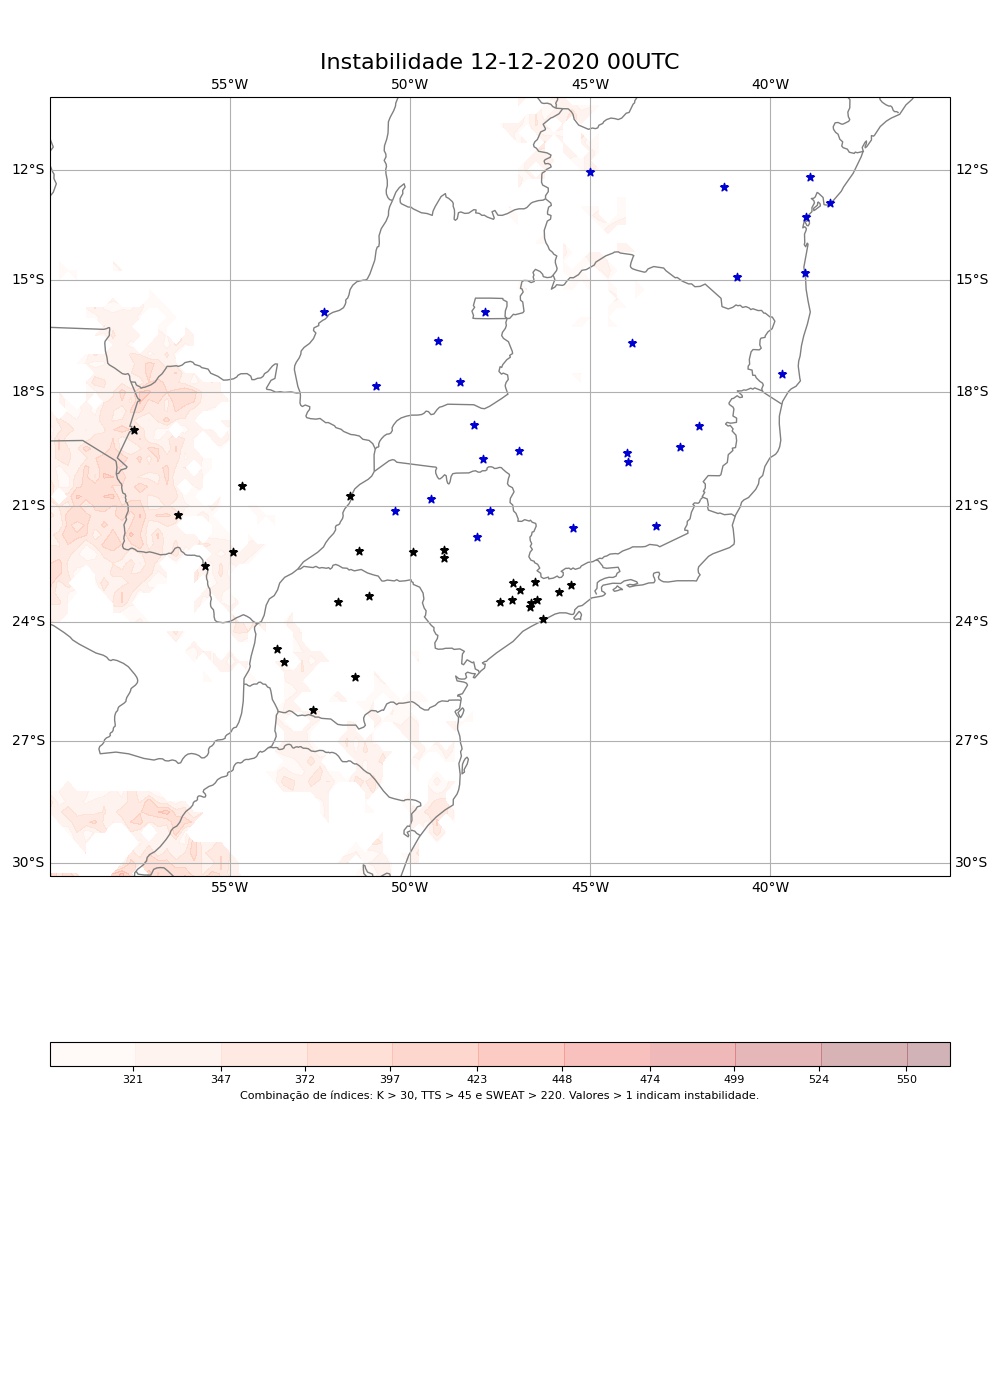 Instabilidade 12-12-2020 00UTC
55°W 50°W 45°W 40°W
12°S 12°S
15°S 15°S
18°S 18°S
21°S 21°S
24°S 24°S
27°S 27°S
30°S 30°S
55°W 50°W 45°W 40°W
321 347 372 397 423 448 474 499 524 550
Combinação de índices: K > 30, TTS > 45 e SWEAT > 220. Valores > 1 indicam instabilidade.